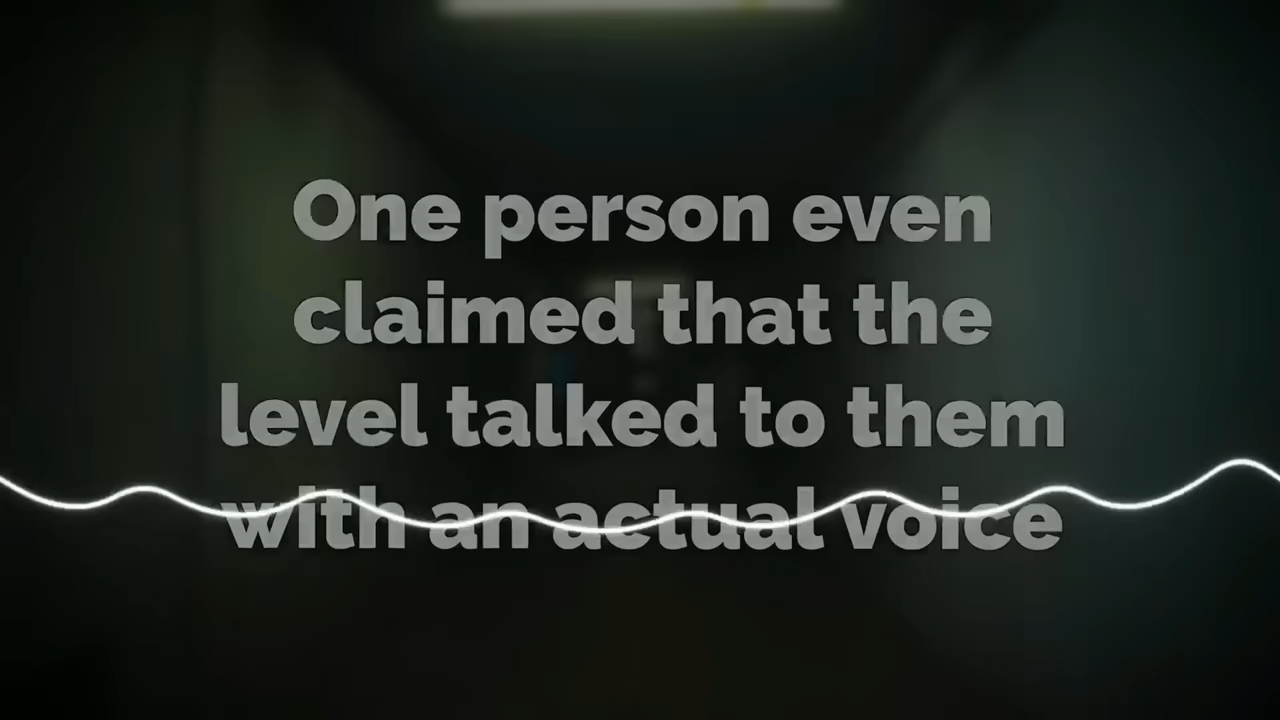 One person even
claimed that the
level talked to them
with an actual voice